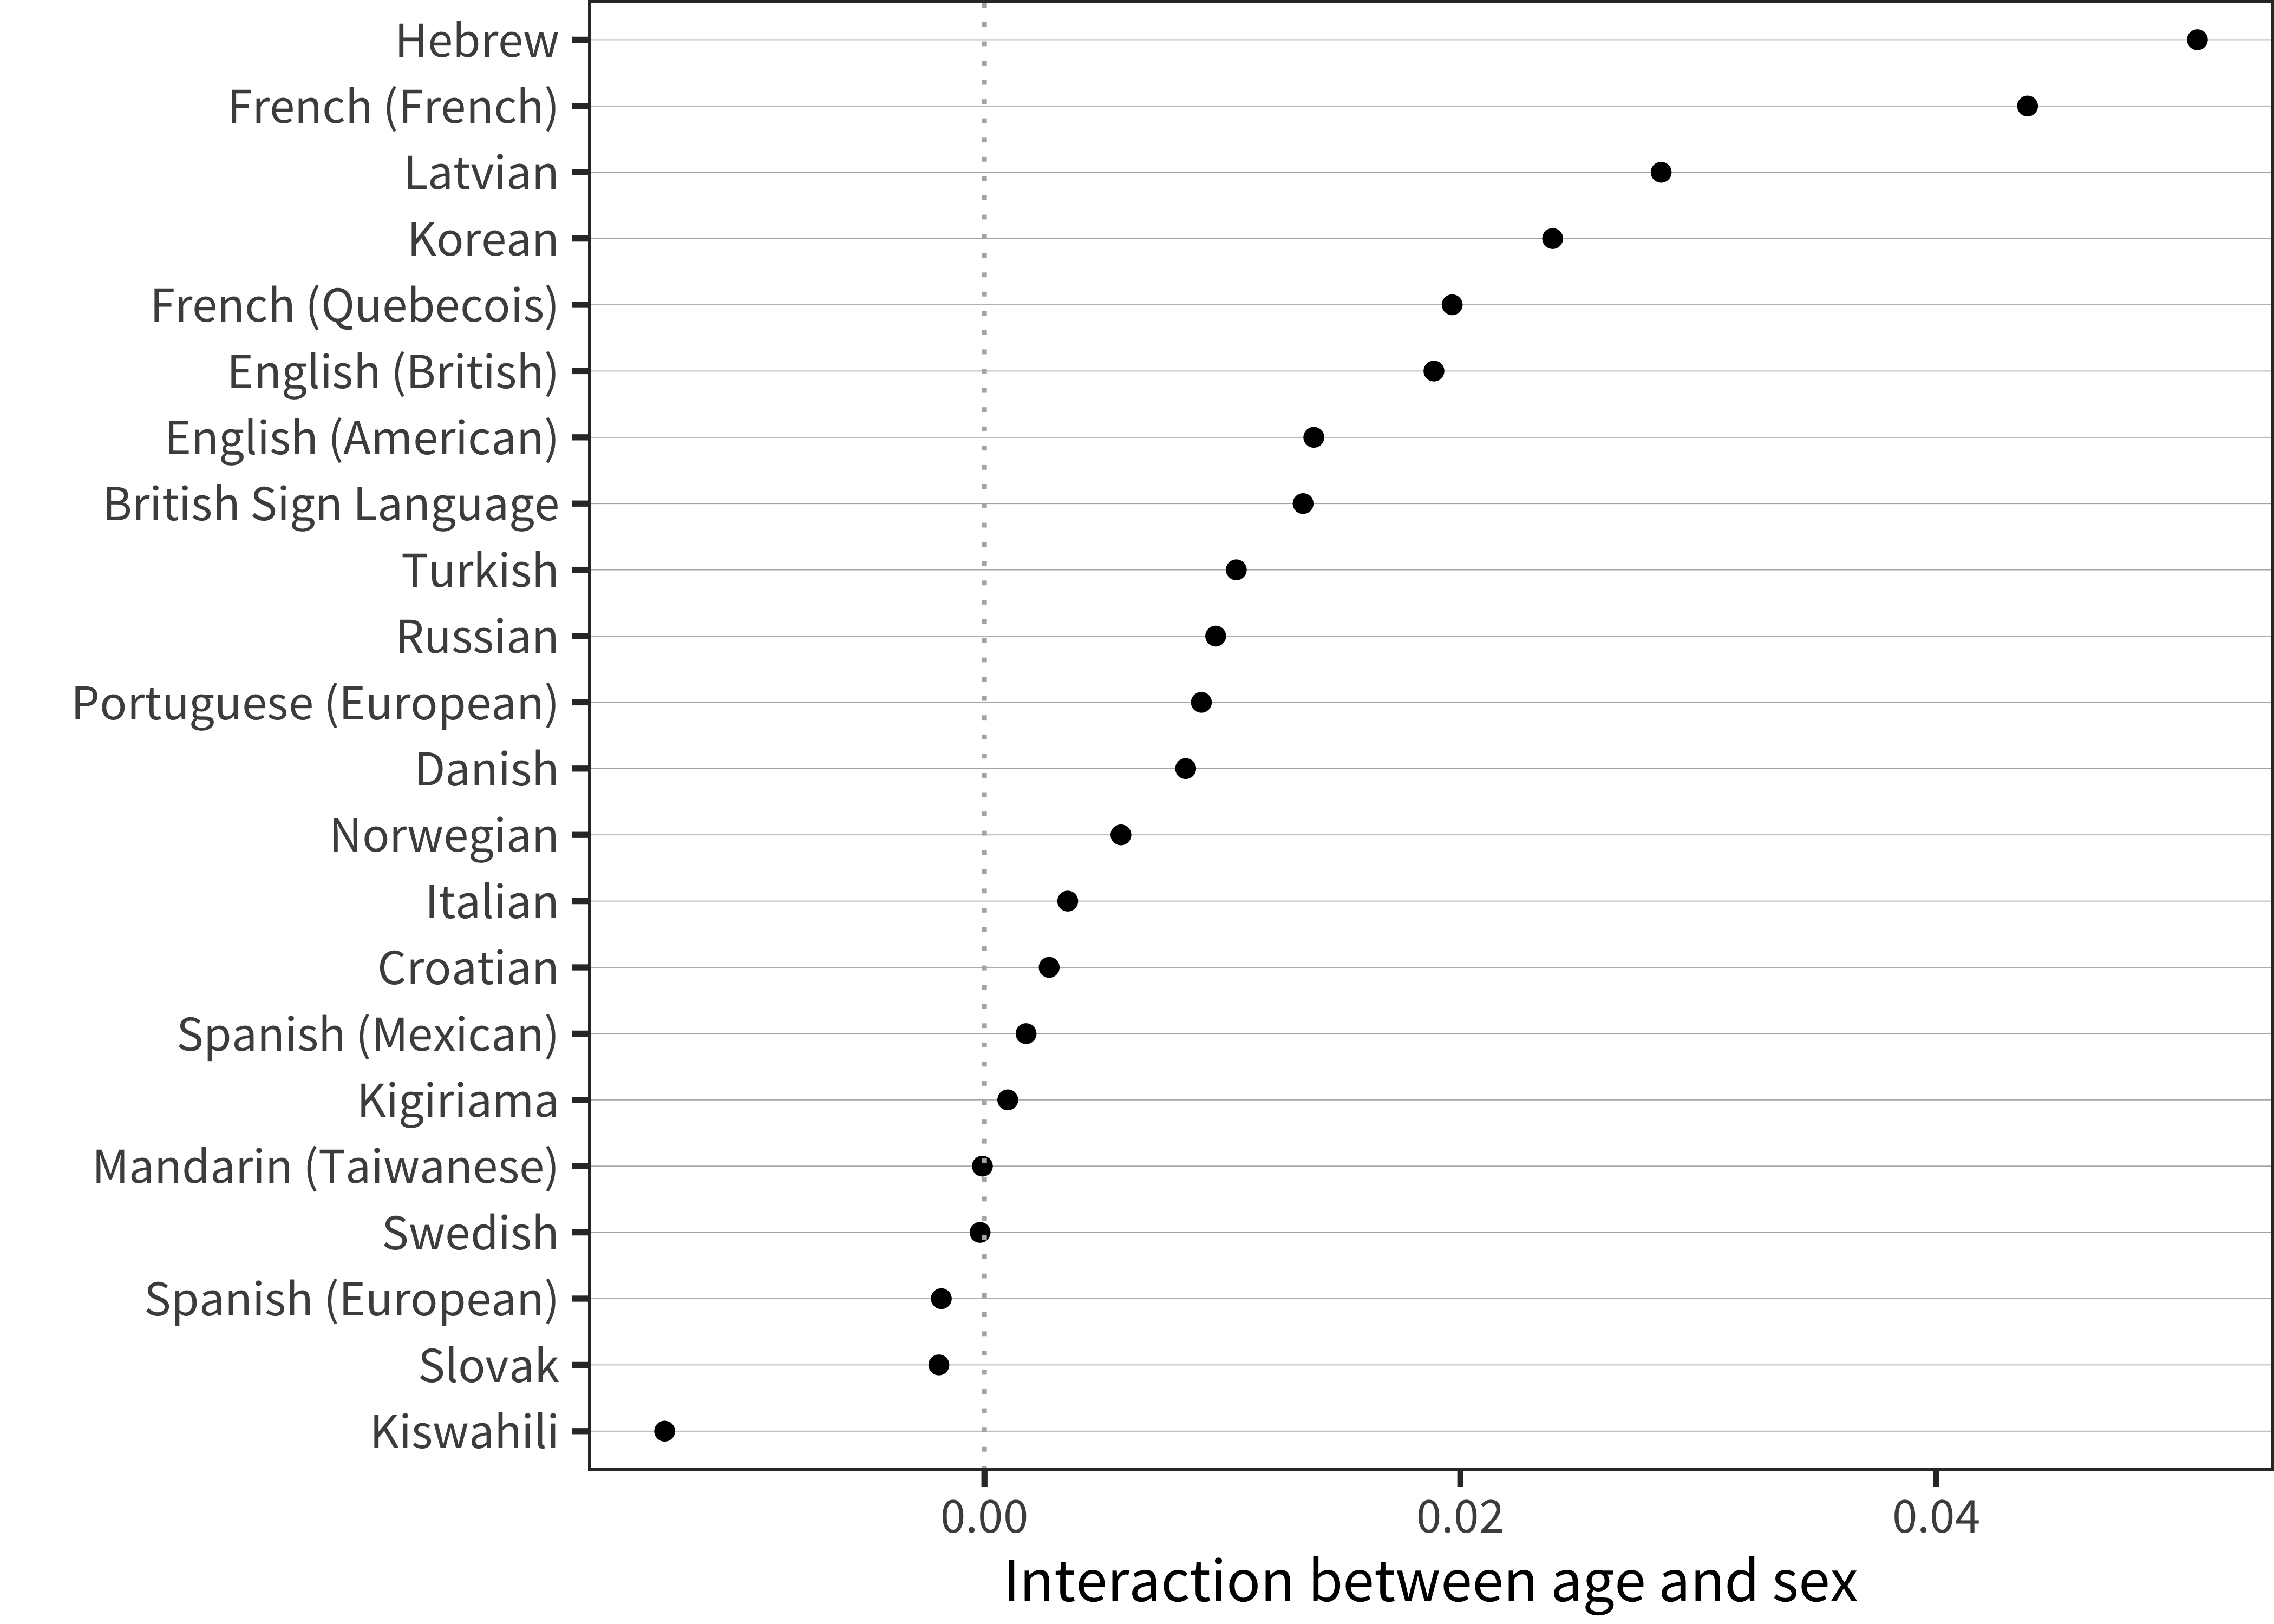 Hebrew
French (French)
Latvian
Korean
French (Quebecois)
English (British)
English (American)
British Sign Language
Turkish
Russian
Portuguese (European)
Danish
Norwegian
Italian
Croatian
Spanish (Mexican)
Kigiriama
Mandarin (Taiwanese)
Swedish
Spanish (European)
Slovak
Kiswahili
0.00 0.02 0.04
Interaction between age and sex